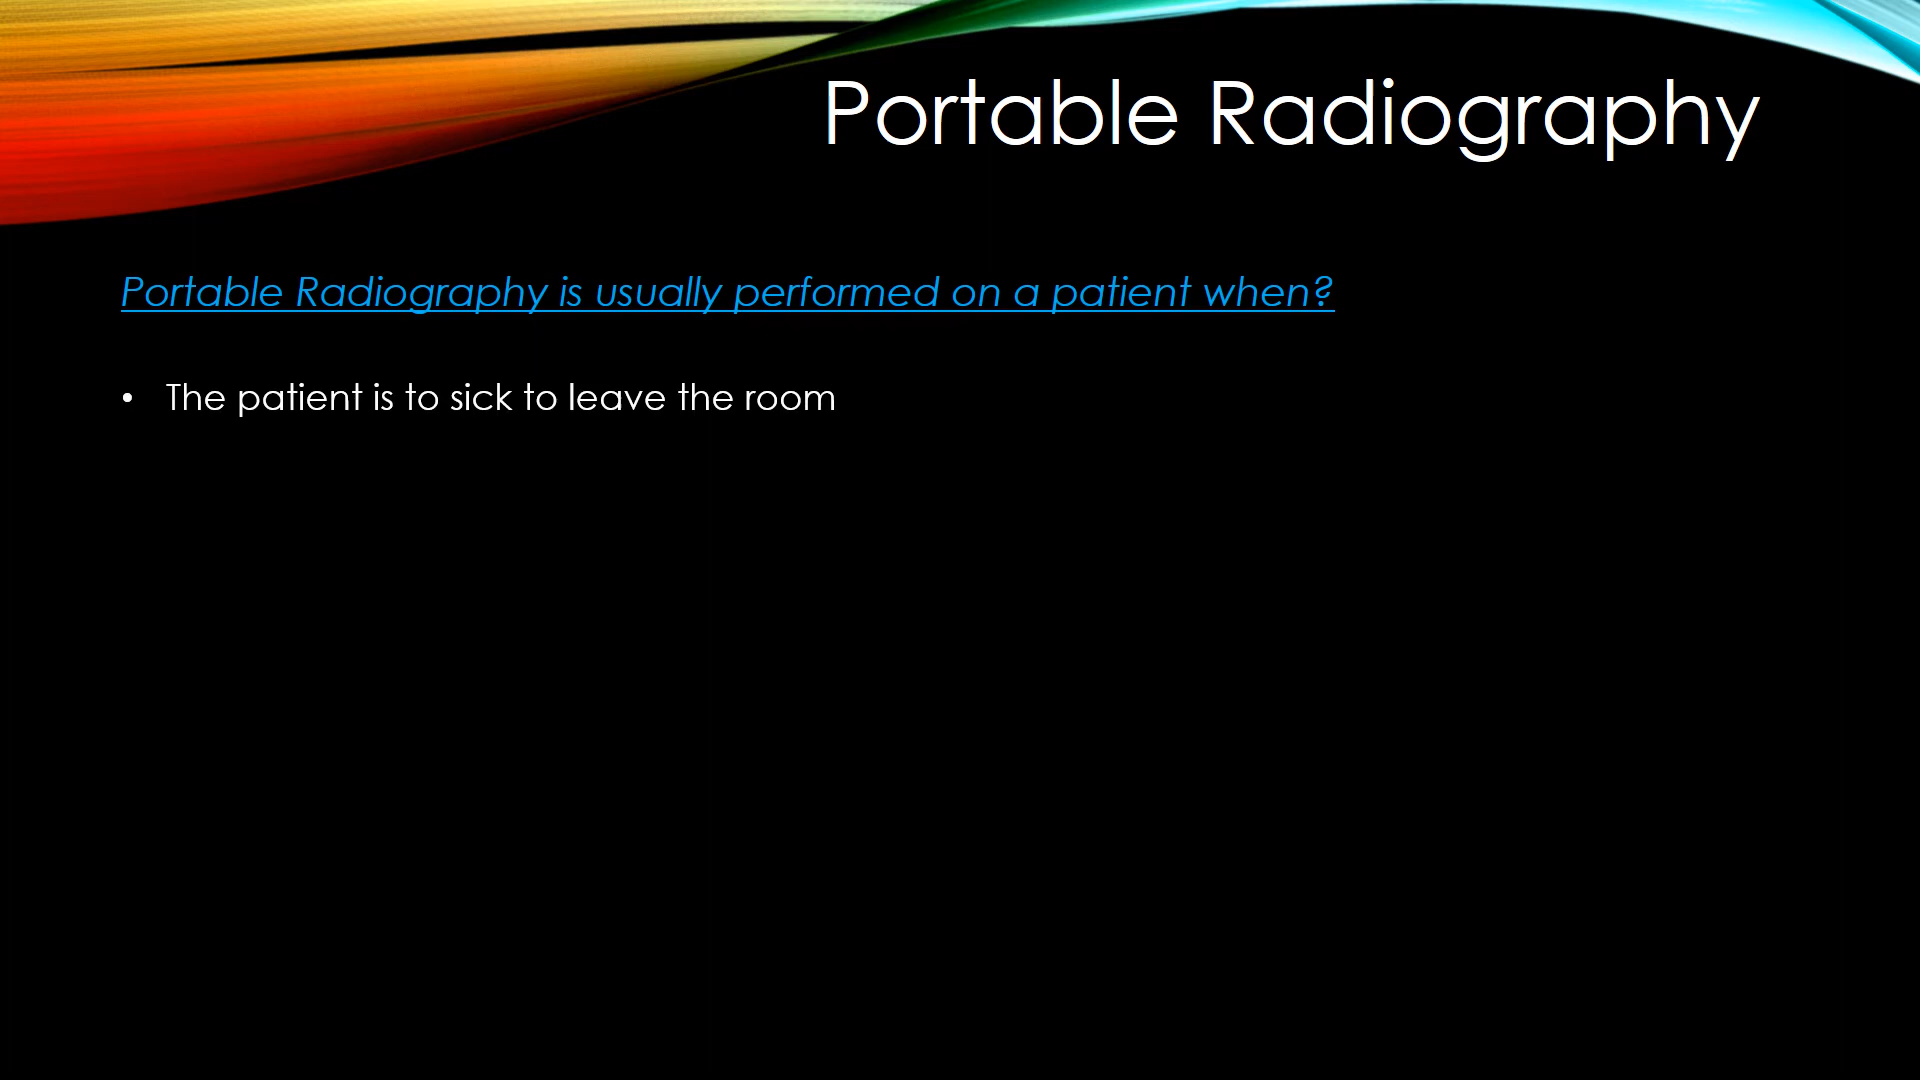 Portable Radiography
Portable Radiography is usually performed on a patient when?
• The patient is to sick to leave the room